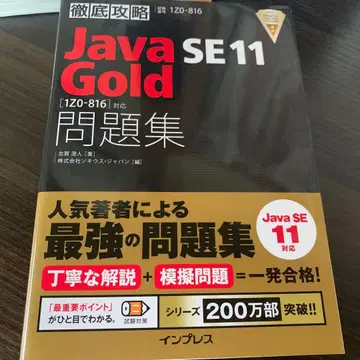 徹底攻略 試験番号 1Z0-816
Java SE 11
Gold
[1Z0-816]対応
問題集
志賀 澄人[著]
株式会社ソキウス・ジャパン[編]
人気著者による
最強の問題集
Java SE
11
対応
丁寧な解説+模擬問題=一発合格!
「最重要ポイント」
がひと目でわかる。
試験対策
シリーズ200万部突破!!
インプレス